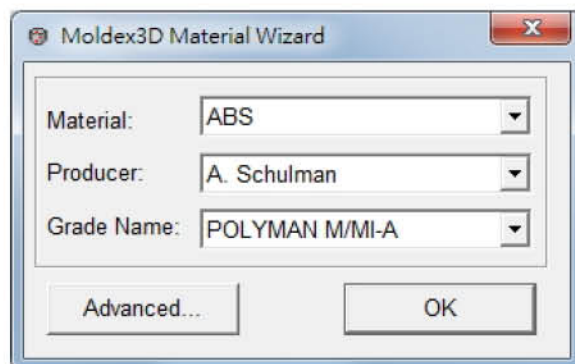 Moldex3D Material Wizard
Material: ABS
Producer: A. Schulman
Grade Name: POLYMAN M/MI-A
Advanced... OK